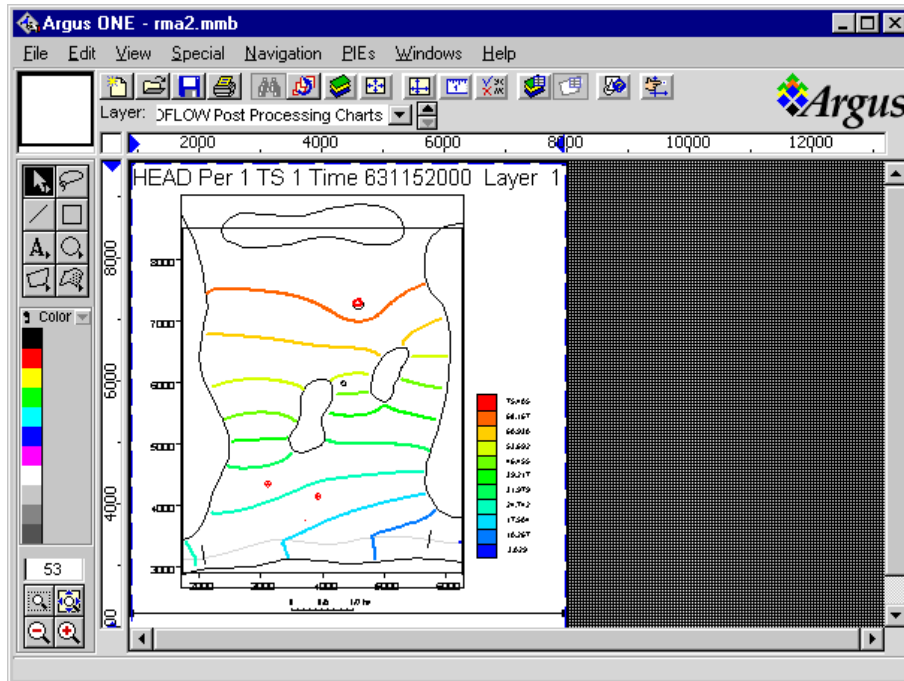 Argus ONE - rma2.mmb
File Edit View Special Navigation PIEs Windows Help
Layer: OFLOW Post Processing Charts
Argus
2000 4000 6000 8000 10000 12000
HEAD Per 1 TS 1 Time 631152000 Layer 1
8000
6000
4000
A
Color
53
8000
7000
6000
5000
4000
3000
2000 3000 4000 5000 6000